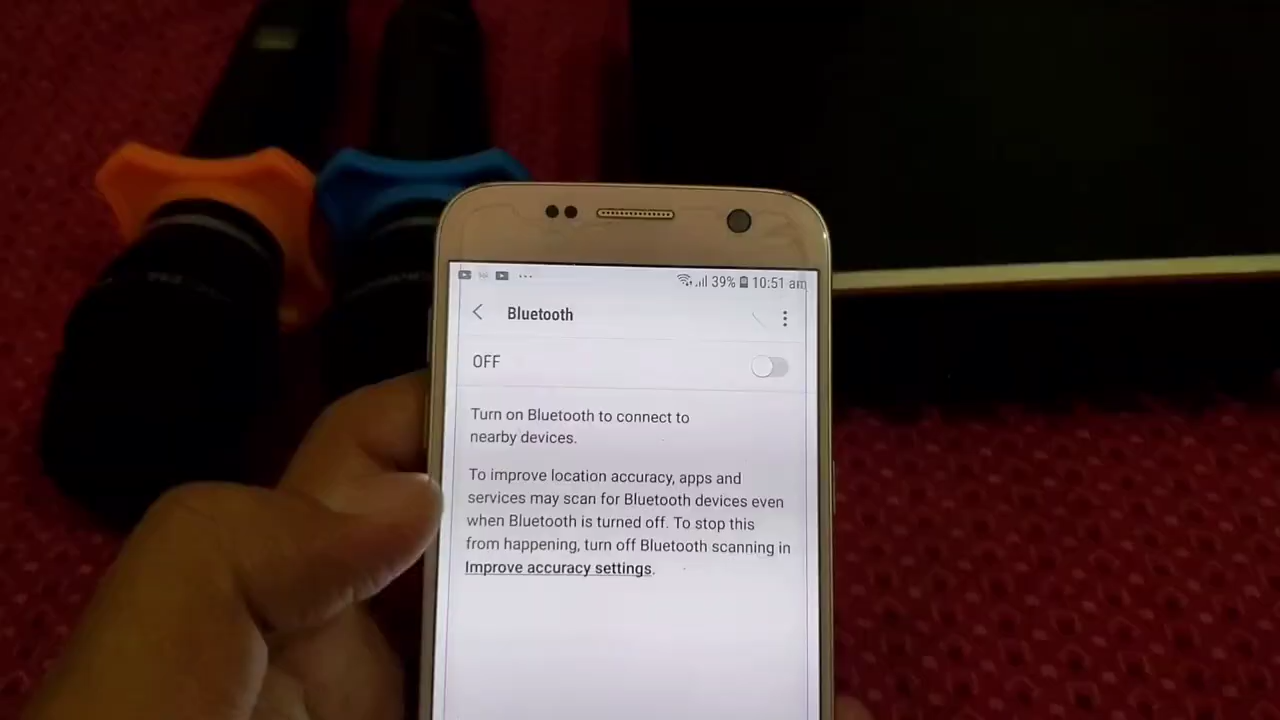 39% 10:51 am
Bluetooth
OFF
Turn on Bluetooth to connect to
nearby devices.
To improve location accuracy, apps and
services may scan for Bluetooth devices even
when Bluetooth is turned off. To stop this
from happening, turn off Bluetooth scanning in
Improve accuracy settings.